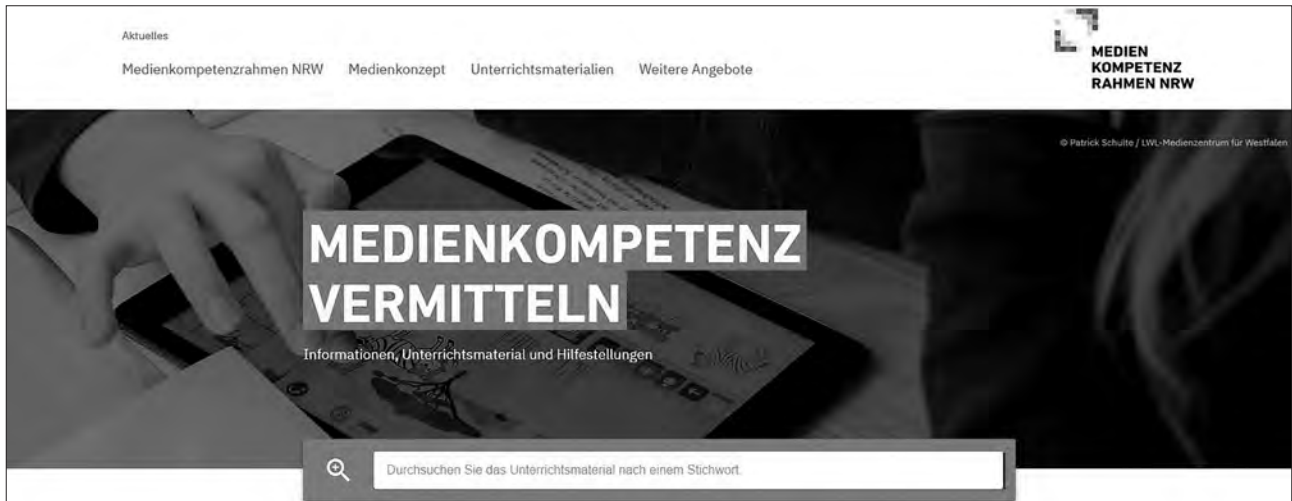 Aktuelles
Medienkompetenzrahmen NRW Medienkonzept Unterrichtsmaterialien Weitere Angebote
MEDIEN
KOMPETENZ
RAHMEN NRW
© Patrick Schulte / LWL-Medienzentrum für Westfalen
MEDIENKOMPETENZ
VERMITTELN
Informationen, Unterrichtsmaterial und Hilfestellungen
Durchsuchen Sie das Unterrichtsmaterial nach einem Stichwort.